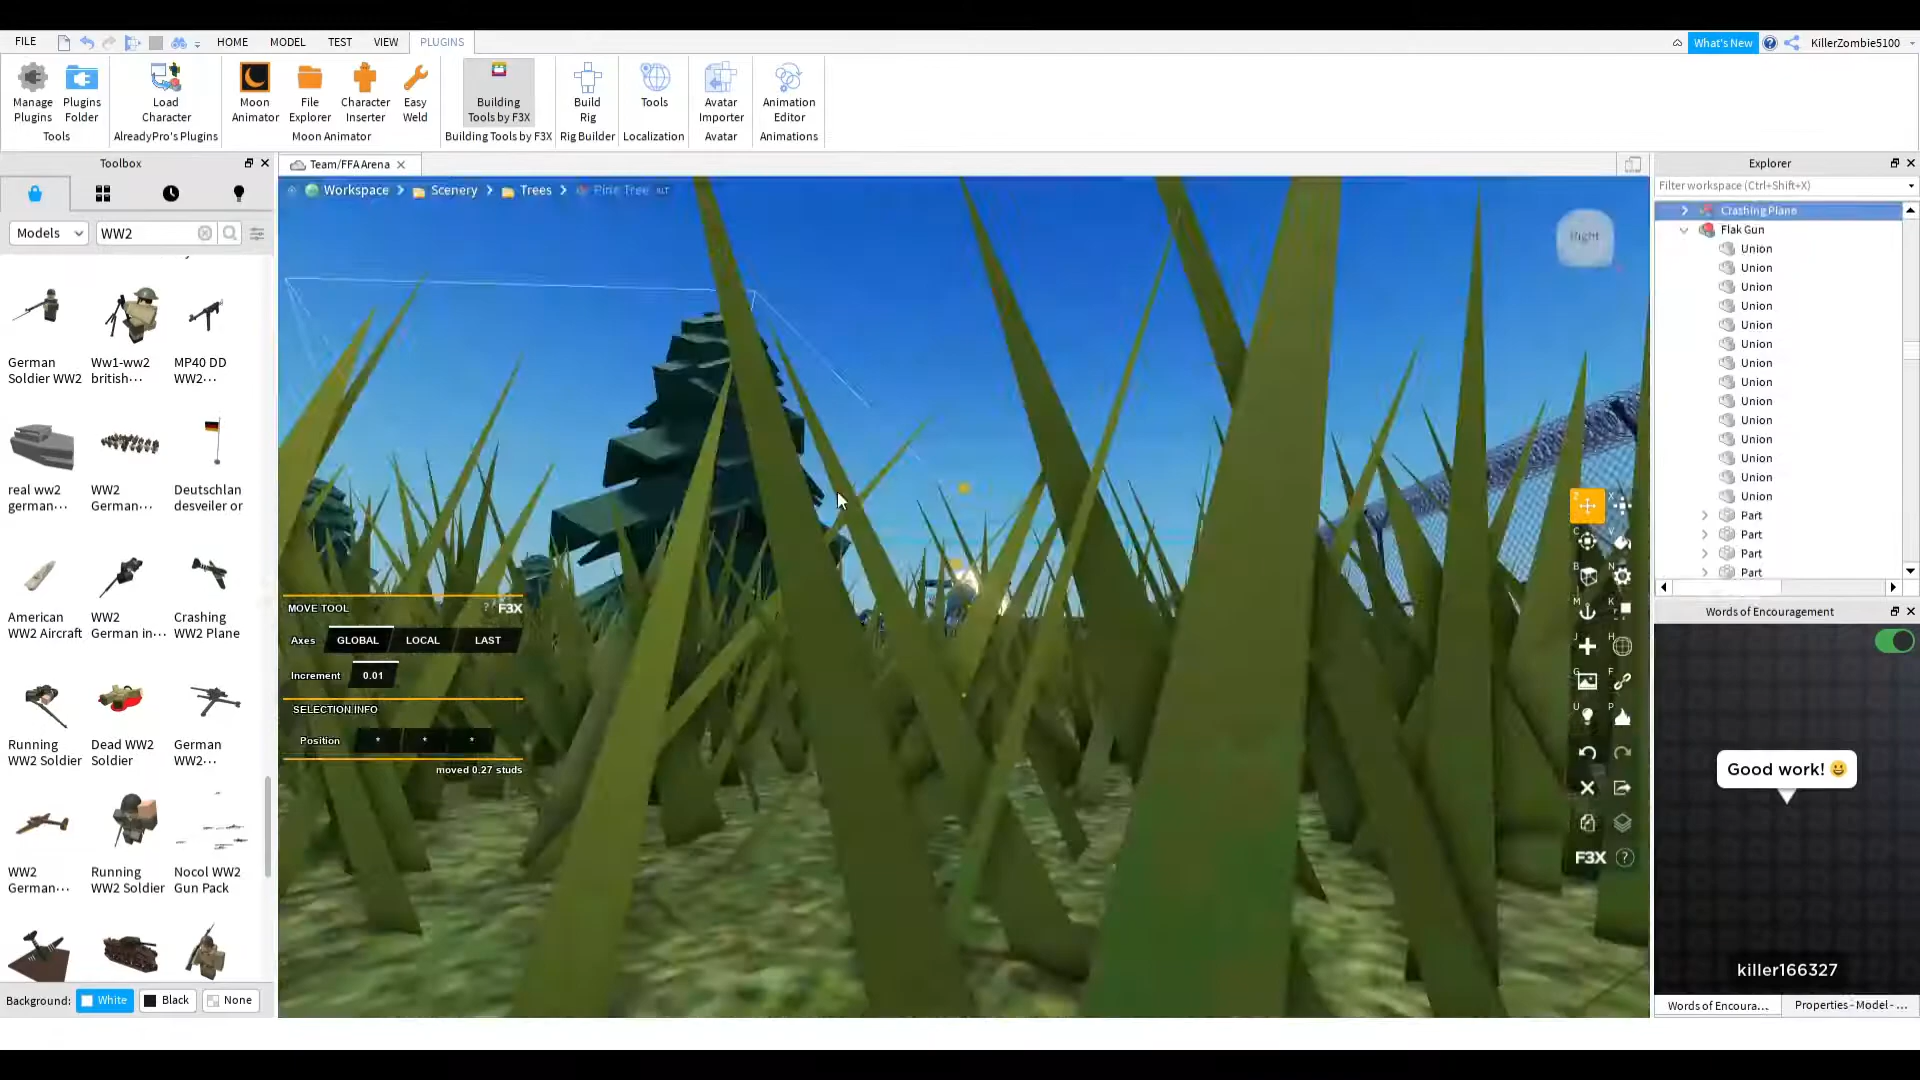 FILE HOME MODEL TEST VIEW PLUGINS What's New KillerZombie5100
Manage Plugins
Plugins Folder
Load Character
Moon Animator
File Explorer
Character Inserter
Easy Weld
Building Tools by F3X
Build Rig
Tools
Avatar Importer
Animation Editor
Tools AlreadyPro's Plugins Moon Animator Building Tools by F3X Rig Builder Localization Avatar Animations
Toolbox
Models WW2
German Soldier WW2
Ww1-ww2 british...
MP40 DD WW2...
real ww2 german...
WW2 German...
Deutschlan desveiler or
American WW2 Aircraft
WW2 German in...
Crashing WW2 Plane
Running WW2 Soldier
Dead WW2 Soldier
German WW2...
WW2 German...
Running WW2 Soldier
Nocol WW2 Gun Pack
Background: White Black None
Team/FFA Arena
Workspace Scenery Trees Pine Tree ALT
Right
MOVE TOOL ? F3X
Axes GLOBAL LOCAL LAST
Increment 0.01
SELECTION INFO
Position * * *
moved 0.27 studs
Z X
C V
B N
M K
J H
G F
U P
F3X ?
Explorer
Filter workspace (Ctrl+Shift+X)
Crashing Plane
Flak Gun
Union
Union
Union
Union
Union
Union
Union
Union
Union
Union
Union
Union
Union
Union
Part
Part
Part
Part
Words of Encouragement
Good work!
killer166327
Words of Encoura... Properties - Model - ...